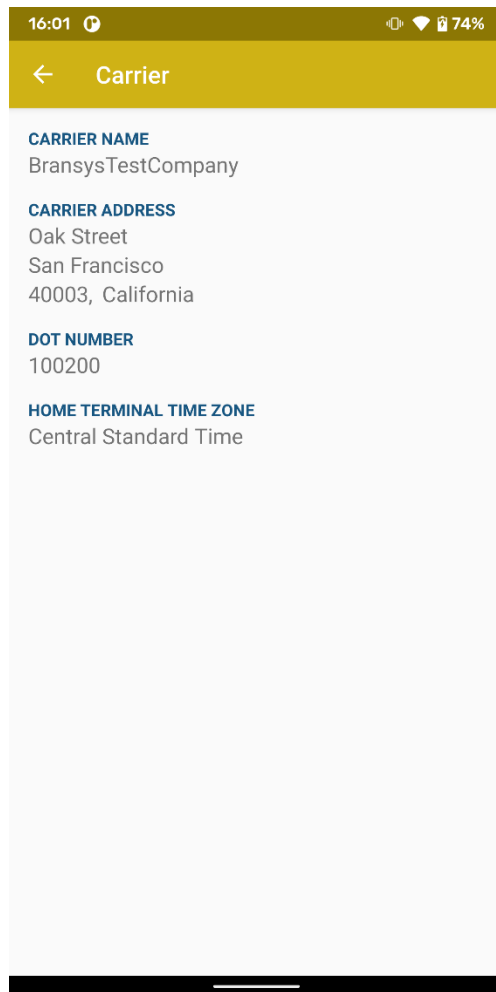 16:01 74%
Carrier
CARRIER NAME
BransysTestCompany
CARRIER ADDRESS
Oak Street
San Francisco
40003, California
DOT NUMBER
100200
HOME TERMINAL TIME ZONE
Central Standard Time